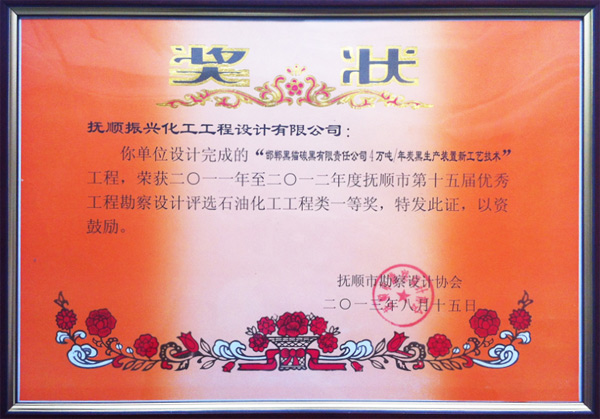 奖 状
抚顺振兴化工工程设计有限公司：
你单位设计完成的“邯郸黑猫碳黑有限责任公司4万吨/年炭黑生产装置新工艺技术”
工程，荣获二〇一一年至二〇一二年度抚顺市第十五届优秀
工程勘察设计评选石油化工工程类一等奖，特发此证，以资
鼓励。
抚顺市勘察设计协会
二〇一三年八月十五日